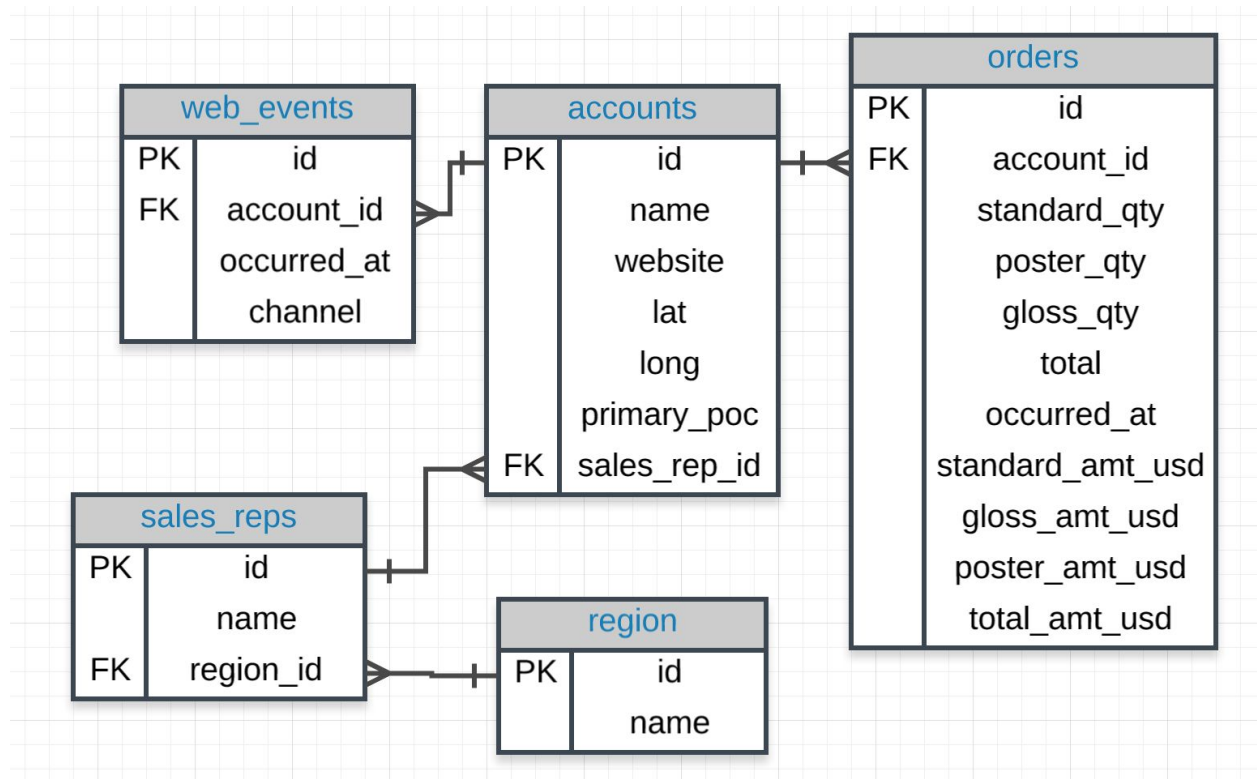 web_events
PK id
FK account_id
occurred_at
channel
accounts
PK id
name
website
lat
long
primary_poc
FK sales_rep_id
orders
PK id
FK account_id
standard_qty
poster_qty
gloss_qty
total
occurred_at
standard_amt_usd
gloss_amt_usd
poster_amt_usd
total_amt_usd
sales_reps
PK id
name
FK region_id
region
PK id
name